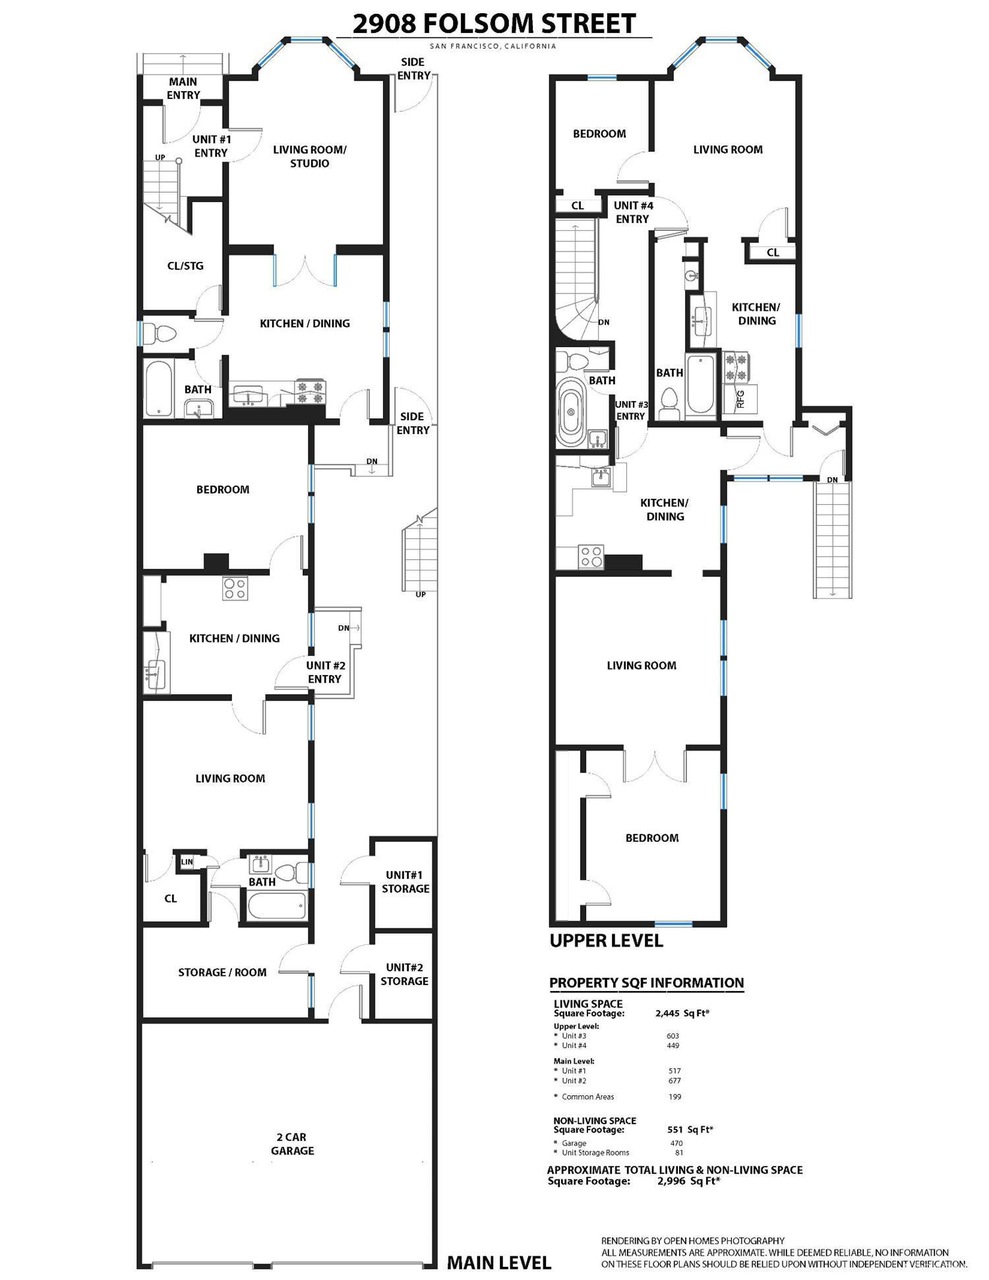 2908 FOLSOM STREET
SAN FRANCISCO, CALIFORNIA
MAIN
ENTRY
SIDE
ENTRY
UNIT #1
ENTRY
UP
LIVING ROOM/
STUDIO
CL/STG
KITCHEN / DINING
BATH
SIDE
ENTRY
DN
BEDROOM
UP
KITCHEN / DINING
DN
UNIT #2
ENTRY
LIVING ROOM
LIN
BATH
CL
UNIT#1
STORAGE
STORAGE / ROOM
UNIT#2
STORAGE
2 CAR
GARAGE
MAIN LEVEL
BEDROOM
LIVING ROOM
CL
UNIT #4
ENTRY
CL
DN
KITCHEN/
DINING
BATH
BATH
RFG
UNIT #3
ENTRY
DN
KITCHEN/
DINING
LIVING ROOM
BEDROOM
UPPER LEVEL
PROPERTY SQF INFORMATION
LIVING SPACE
Square Footage: 2,445 Sq Ft*
Upper Level:
* Unit #3 603
* Unit #4 449
Main Level:
* Unit #1 517
* Unit #2 677
* Common Areas 199
NON-LIVING SPACE
Square Footage: 551 Sq Ft*
* Garage 470
* Unit Storage Rooms 81
APPROXIMATE TOTAL LIVING & NON-LIVING SPACE
Square Footage: 2,996 Sq Ft*
RENDERING BY OPEN HOMES PHOTOGRAPHY
ALL MEASUREMENTS ARE APPROXIMATE. WHILE DEEMED RELIABLE, NO INFORMATION
ON THESE FLOOR PLANS SHOULD BE RELIED UPON WITHOUT INDEPENDENT VERIFICATION.